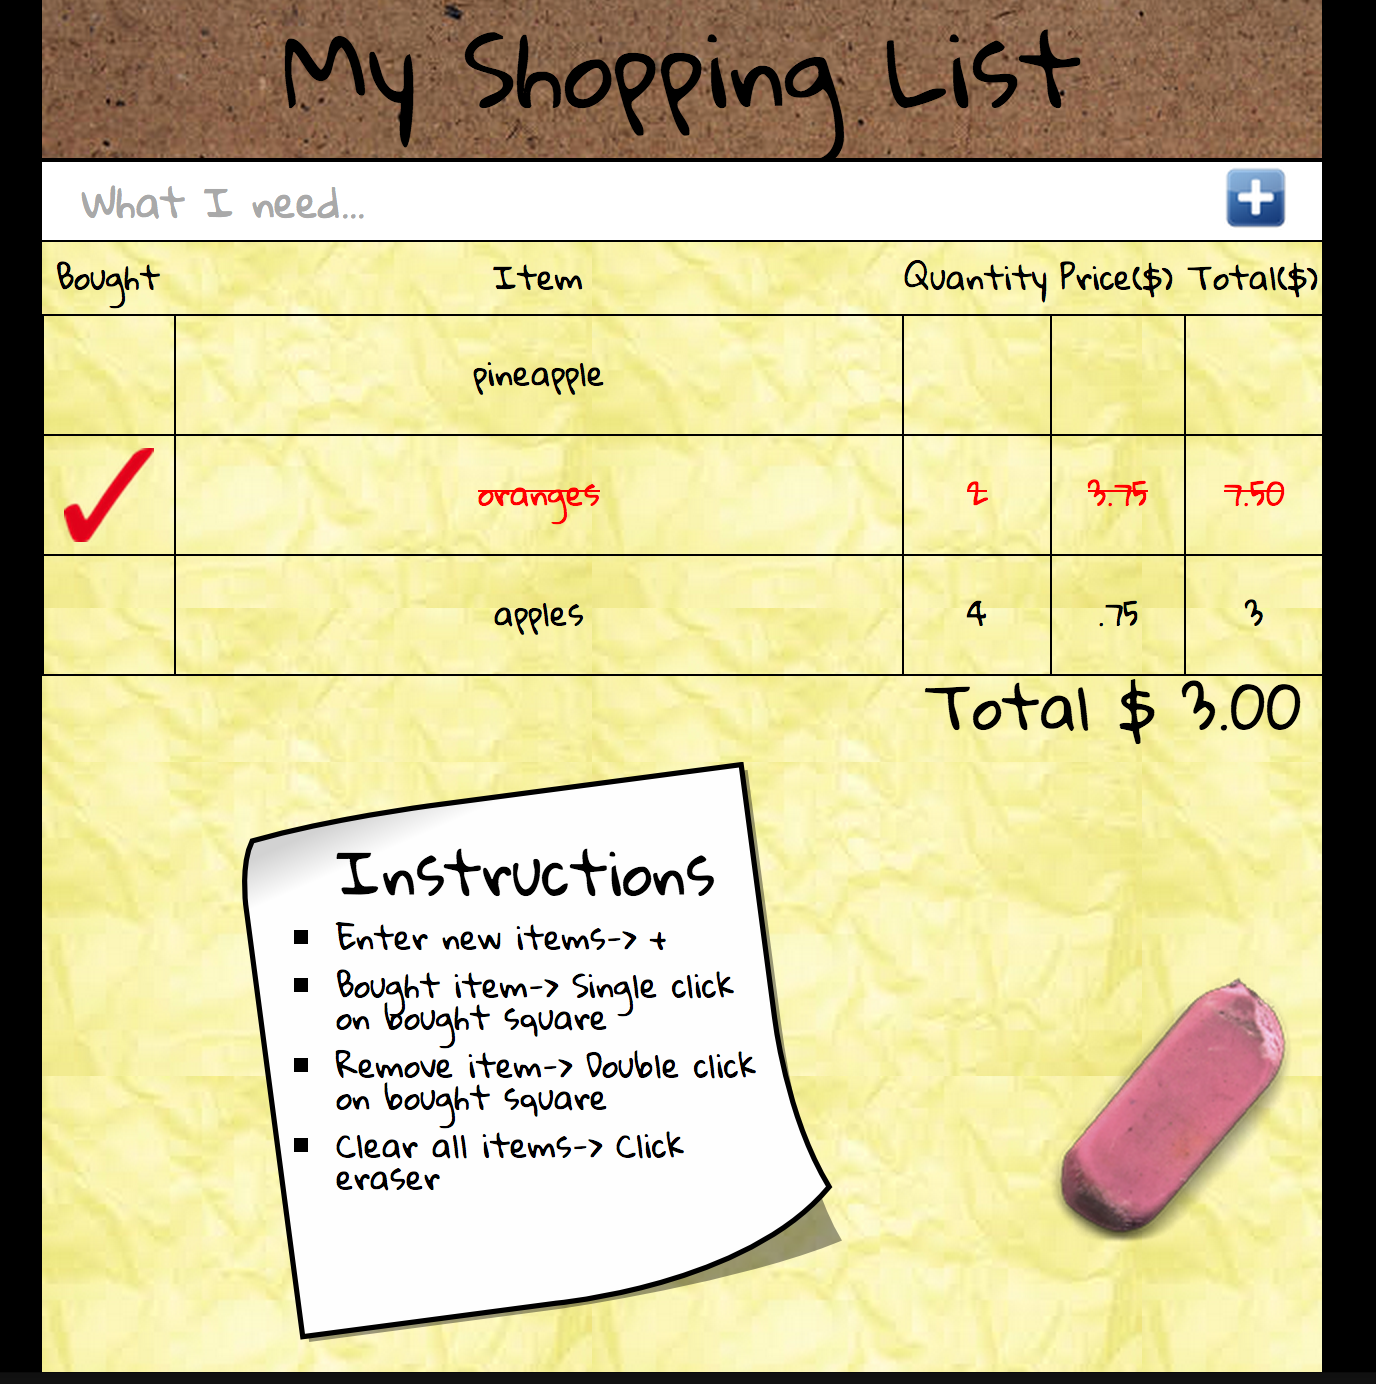 My Shopping List
What I need...
Bought Item Quantity Price($) Total($)
pineapple
oranges 2 3.75 7.50
apples 4 .75 3
Total $ 3.00
Instructions
Enter new items-> +
Bought item-> Single click
on bought square
Remove item-> Double click
on bought square
Clear all items-> Click
eraser